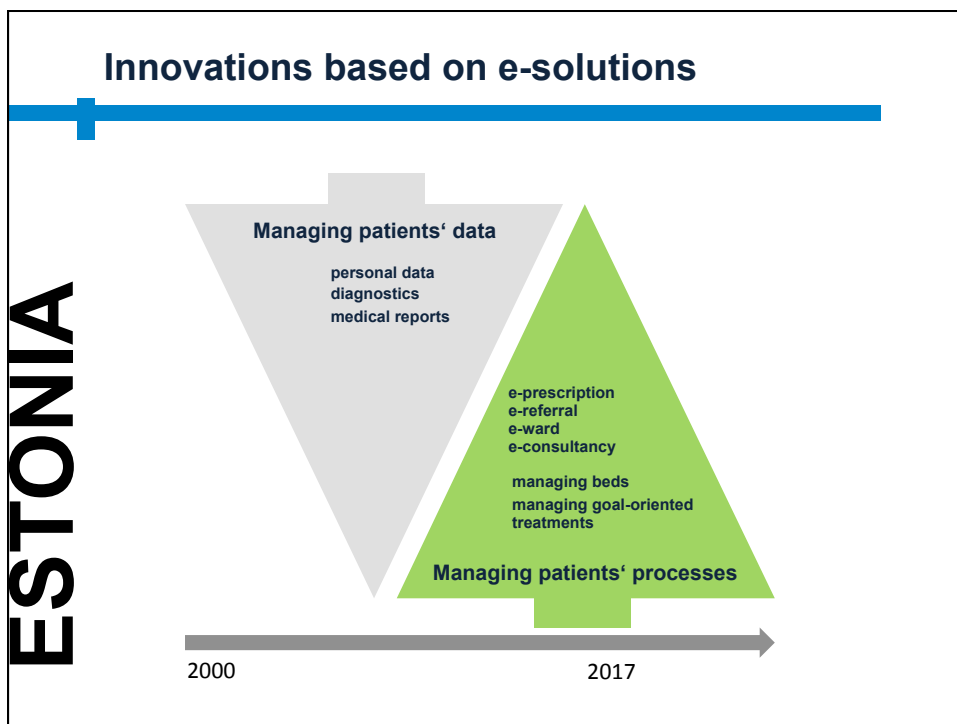 Innovations based on e-solutions
ESTONIA
Managing patients‘ data
personal data
diagnostics
medical reports
e-prescription
e-referral
e-ward
e-consultancy
managing beds
managing goal-oriented
treatments
Managing patients‘ processes
2000
2017